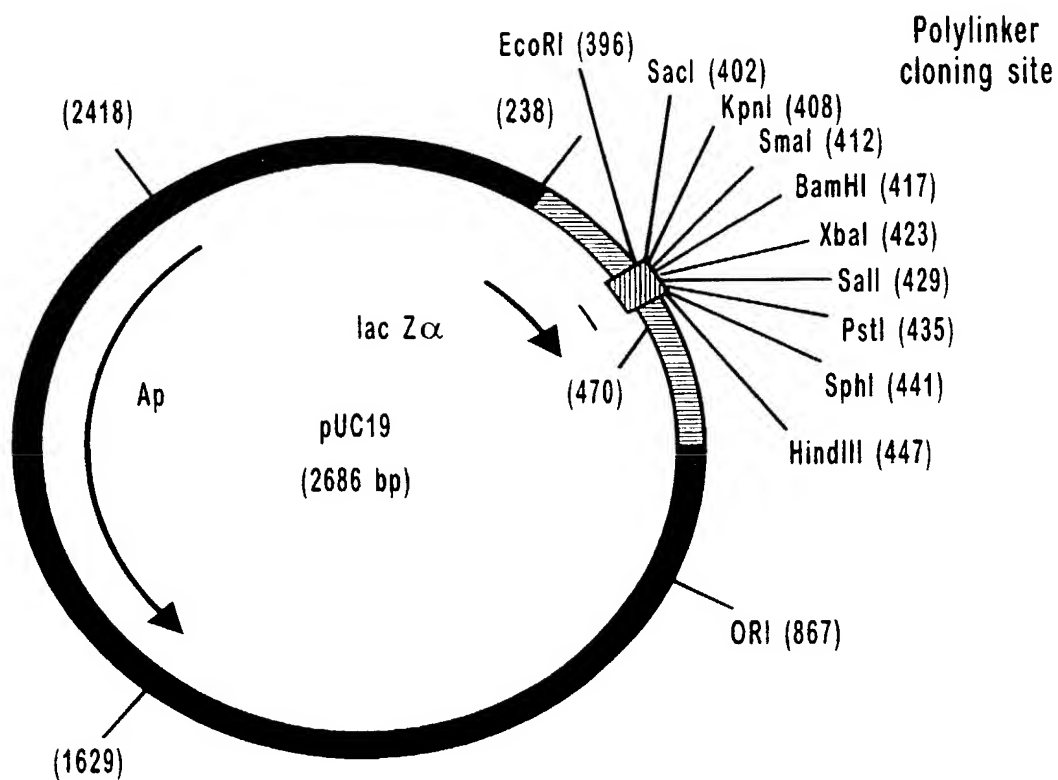 Polylinker
cloning site
EcoRI (396)
SacI (402)
KpnI (408)
SmaI (412)
BamHI (417)
XbaI (423)
SalI (429)
PstI (435)
SphI (441)
HindIII (447)
(2418)
(238)
lac Zα
(470)
Ap
pUC19
(2686 bp)
ORI (867)
(1629)